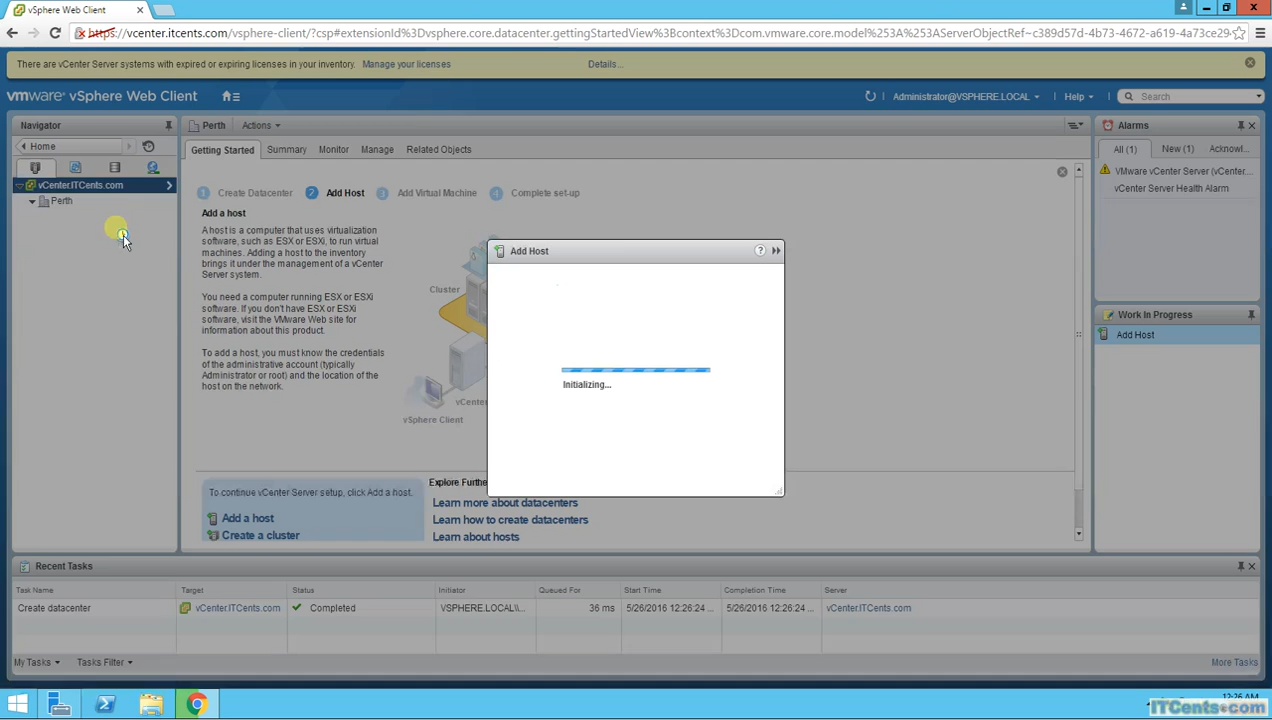 vSphere Web Client
https://vcenter.itcents.com/vsphere-client/?csp#extensionId%3Dvsphere.core.datacenter.gettingStartedView%3Bcontext%3Dcom.vmware.core.model%253A%253AServerObjectRef~c389d57d-4b73-4672-a619-4a73ce29
There are vCenter Server systems with expired or expiring licenses in your inventory. Manage your licenses Details...
vmware vSphere Web Client Administrator@VSPHERE.LOCAL Help Search
Navigator
Home
vCenter.ITCents.com
Perth
Perth Actions
Getting Started Summary Monitor Manage Related Objects
1 Create Datacenter 2 Add Host 3 Add Virtual Machine 4 Complete set-up
Add a host
A host is a computer that uses virtualization
software, such as ESX or ESXi, to run virtual
machines. Adding a host to the inventory
brings it under the management of a vCenter
Server system.
You need a computer running ESX or ESXi
software. If you don't have ESX or ESXi
software, visit the VMware Web site for
information about this product.
To add a host, you must know the credentials
of the administrative account (typically
Administrator or root) and the location of the
host on the network.
Cluster
vSphere Client
To continue vCenter Server setup, click Add a host.
Add a host
Create a cluster
Learn more about datacenters
Learn how to create datacenters
Learn about hosts
Add Host ?
Initializing...
Alarms
All (1) New (1) Acknowl...
VMware vCenter Server (vCenter....
vCenter Server Health Alarm
Work In Progress
Add Host
Recent Tasks
Task Name Target Status Initiator Queued For Start Time Completion Time Server
Create datacenter vCenter.ITCents.com Completed VSPHERE.LOCAL\\... 36 ms 5/26/2016 12:26:24 ... 5/26/2016 12:26:24 ... vCenter.ITCents.com
My Tasks Tasks Filter More Tasks
12:26 AM
ITCents.com